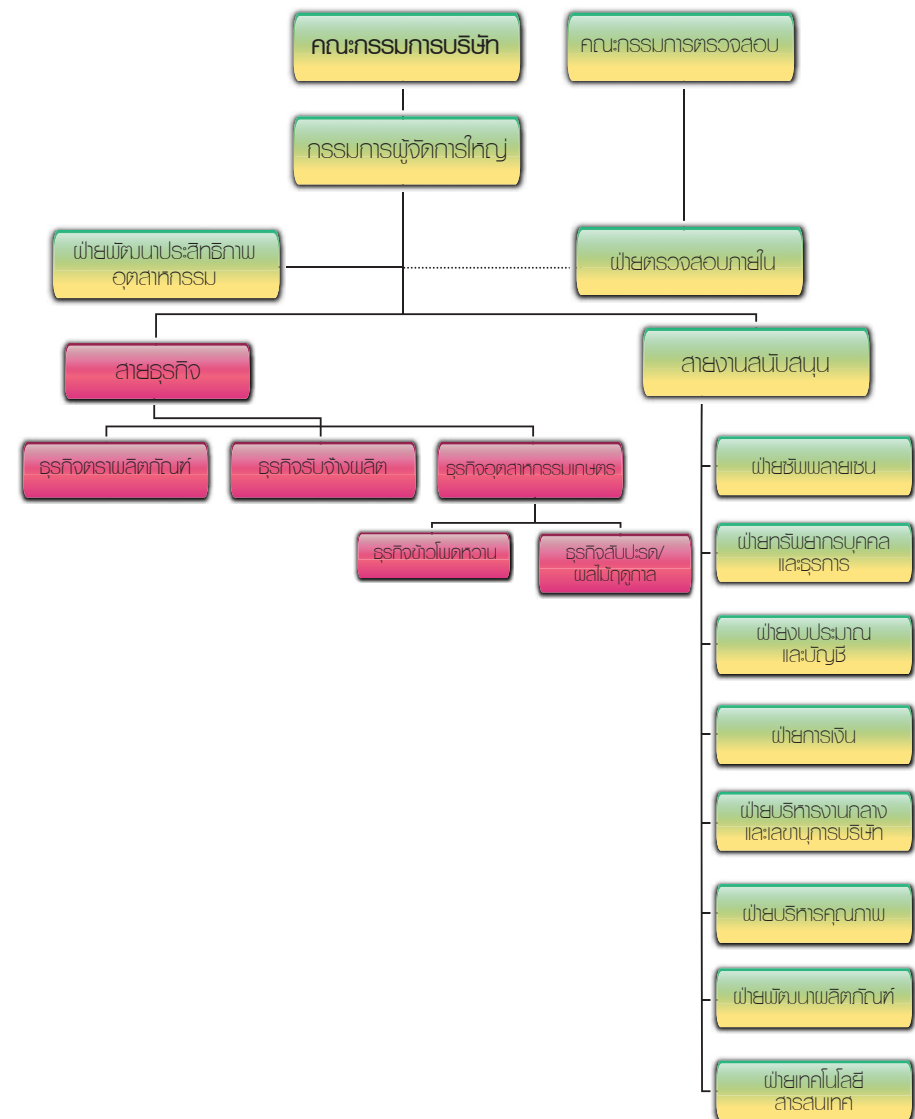 คณะกรรมการบริษัท
คณะกรรมการตรวจสอบ
กรรมการผู้จัดการใหญ่
ฝ่ายพัฒนาประสิทธิภาพ
อุตสาหกรรม
ฝ่ายตรวจสอบภายใน
สายธุรกิจ
สายงานสนับสนุน
ธุรกิจตราผลิตภัณฑ์
ธุรกิจรับจ้างผลิต
ธุรกิจอุตสาหกรรมเกษตร
ธุรกิจข้าวโพดหวาน
ธุรกิจสับปะรด/
ผลไม้ฤดูกาล
ฝ่ายซัพพลายเชน
ฝ่ายทรัพยากรบุคคล
และธุรการ
ฝ่ายงบประมาณ
และบัญชี
ฝ่ายการเงิน
ฝ่ายบริหารงานกลาง
และเลขานุการบริษัท
ฝ่ายบริหารคุณภาพ
ฝ่ายพัฒนาผลิตภัณฑ์
ฝ่ายเทคโนโลยี
สารสนเทศ